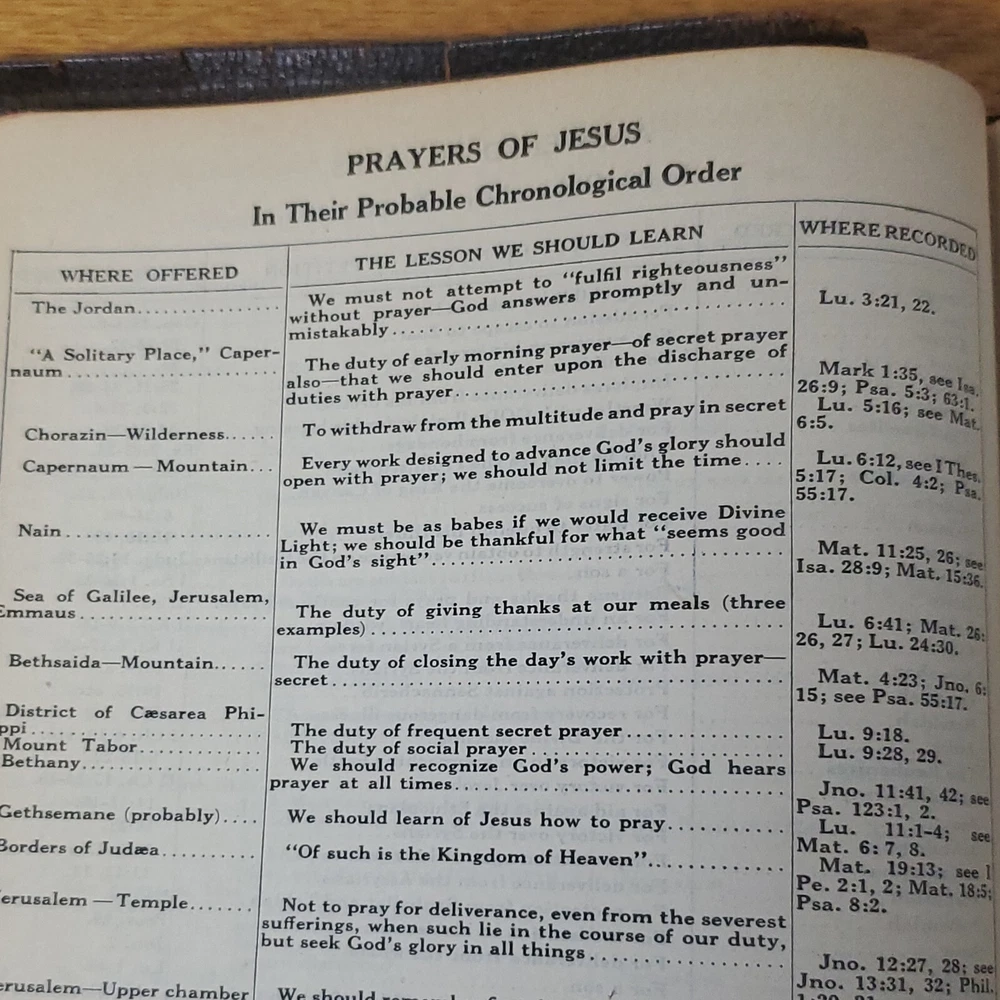 PRAYERS OF JESUS
In Their Probable Chronological Order
WHERE OFFERED
THE LESSON WE SHOULD LEARN
WHERE RECORDED
The Jordan
We must not attempt to “fulfil righteousness”
without prayer—God answers promptly and un-
mistakably
Lu. 3:21, 22.
“A Solitary Place,” Caper-
naum
The duty of early morning prayer—of secret prayer
also—that we should enter upon the discharge of
duties with prayer
Mark 1:35, see Isa.
26:9; Psa. 5:3; 63:1.
Chorazin—Wilderness
To withdraw from the multitude and pray in secret
Lu. 5:16; see Mat.
6:5.
Capernaum — Mountain
Every work designed to advance God's glory should
open with prayer; we should not limit the time
Lu. 6:12, see I Thes.
5:17; Col. 4:2; Psa.
55:17.
Nain
We must be as babes if we would receive Divine
Light; we should be thankful for what “seems good
in God's sight”
Mat. 11:25, 26; see
Isa. 28:9; Mat. 15:36.
Sea of Galilee, Jerusalem,
Emmaus
The duty of giving thanks at our meals (three
examples)
Lu. 6:41; Mat. 26:
26, 27; Lu. 24:30.
Bethsaida—Mountain
The duty of closing the day's work with prayer—
secret
Mat. 4:23; Jno. 6:
15; see Psa. 55:17.
District of Cæsarea Phi-
ppi
The duty of frequent secret prayer
Lu. 9:18.
Mount Tabor
The duty of social prayer
Lu. 9:28, 29.
Bethany
We should recognize God's power; God hears
prayer at all times
Jno. 11:41, 42; see
Psa. 123:1, 2.
Gethsemane (probably)
We should learn of Jesus how to pray
Lu. 11:1-4; see
Mat. 6:7, 8.
Borders of Judæa
“Of such is the Kingdom of Heaven”
Mat. 19:13; see I
Pe. 2:1, 2; Mat. 18:5;
Psa. 8:2.
erusalem — Temple
Not to pray for deliverance, even from the severest
sufferings, when such lie in the course of our duty,
but seek God's glory in all things
Jno. 12:27, 28; see
Jno. 13:31, 32; Phil.
erusalem—Upper chamber
We should